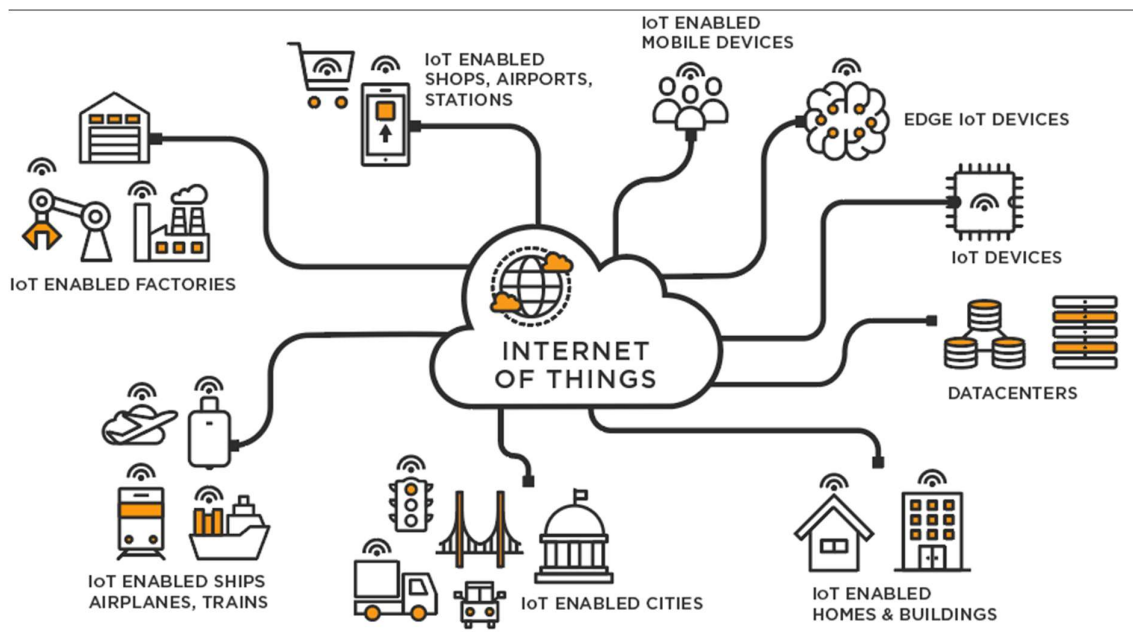 IoT ENABLED
MOBILE DEVICES
IoT ENABLED
SHOPS, AIRPORTS,
STATIONS
EDGE IoT DEVICES
IoT DEVICES
IoT ENABLED FACTORIES
INTERNET
OF THINGS
DATACENTERS
IoT ENABLED SHIPS
AIRPLANES, TRAINS
IoT ENABLED CITIES
IoT ENABLED
HOMES & BUILDINGS